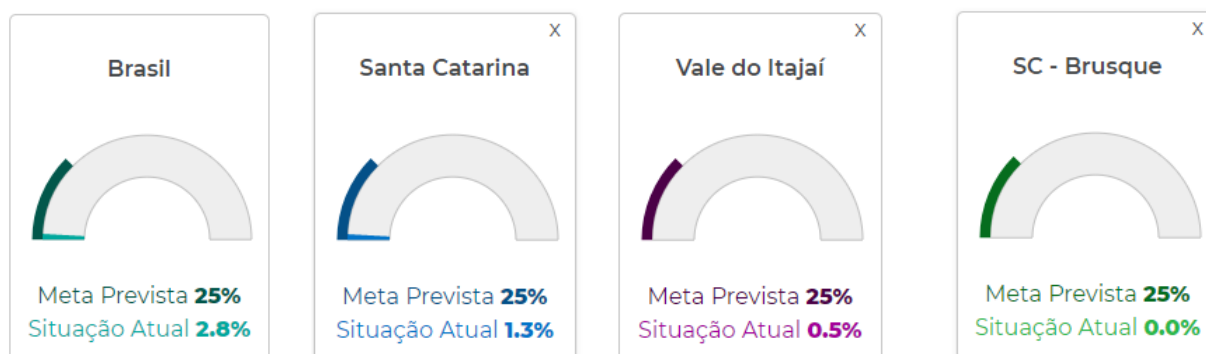 Brasil
Meta Prevista 25%
Situação Atual 2.8%
X
Santa Catarina
Meta Prevista 25%
Situação Atual 1.3%
X
Vale do Itajaí
Meta Prevista 25%
Situação Atual 0.5%
X
SC - Brusque
Meta Prevista 25%
Situação Atual 0.0%